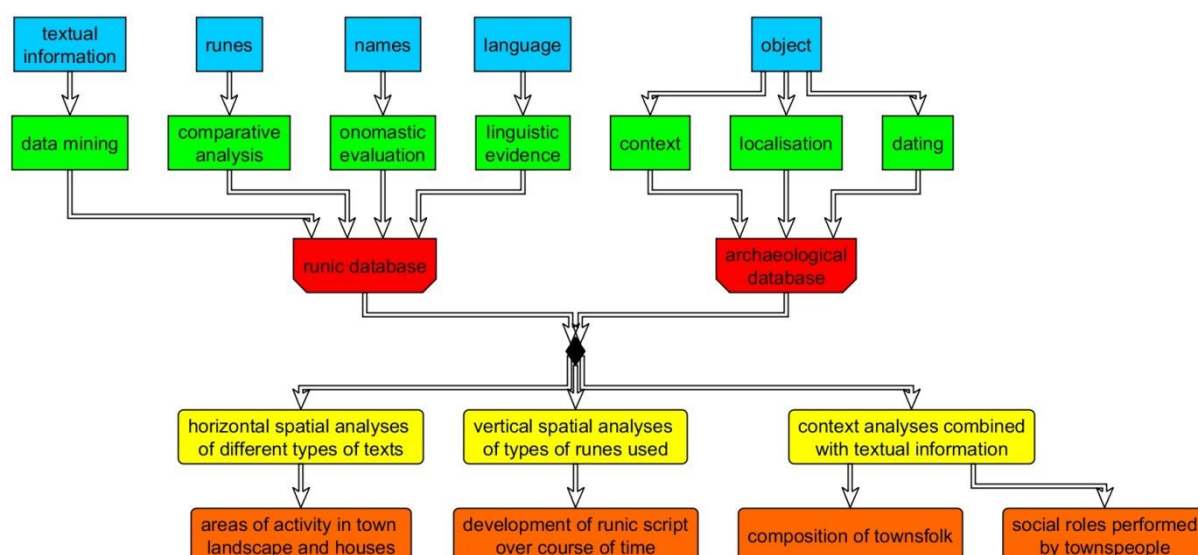 textual
information
runes
names
language
object
data mining
comparative
analysis
onomastic
evaluation
linguistic
evidence
context
localisation
dating
runic database
archaeological
database
horizontal spatial analyses
of different types of texts
vertical spatial analyses
of types of runes used
context analyses combined
with textual information
areas of activity in town
landscape and houses
development of runic script
over course of time
composition of townsfolk
social roles performed
by townspeople